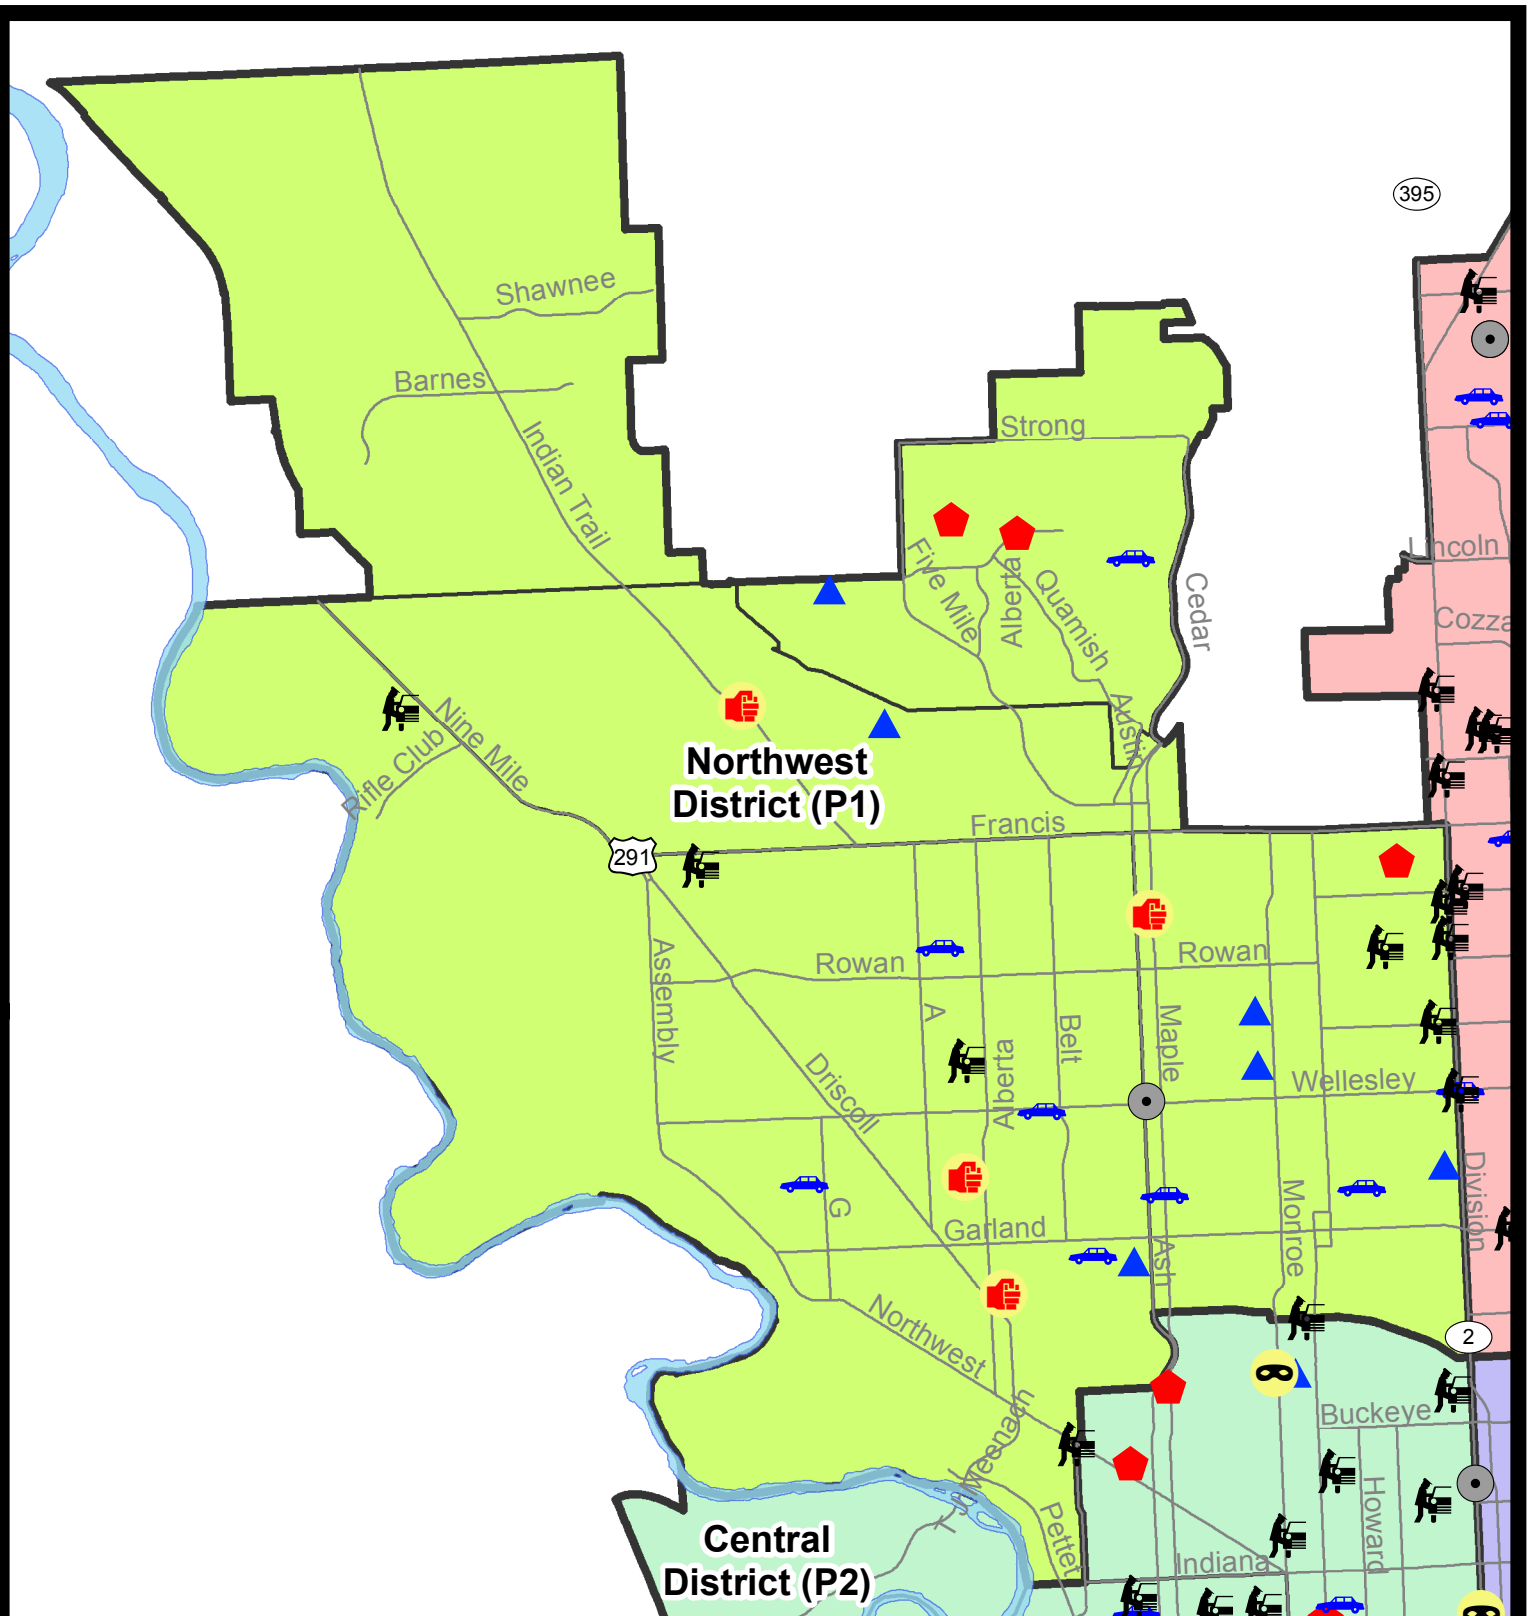 395
Shawnee
Barnes
Strong
Indian Trail
Five Mile
Alberta
Quamish
Cedar
Lincoln
Cozza
Austin
Nine Mile
Rifle Club
Northwest
District (P1)
Francis
291
Rowan
Rowan
Assembly
A
Belt
Maple
Alberta
Driscoll
Wellesley
G
Garland
Ash
Monroe
Division
Northwest
2
Buckeye
T J Meenach
Howard
Pettet
Indiana
Central
District (P2)